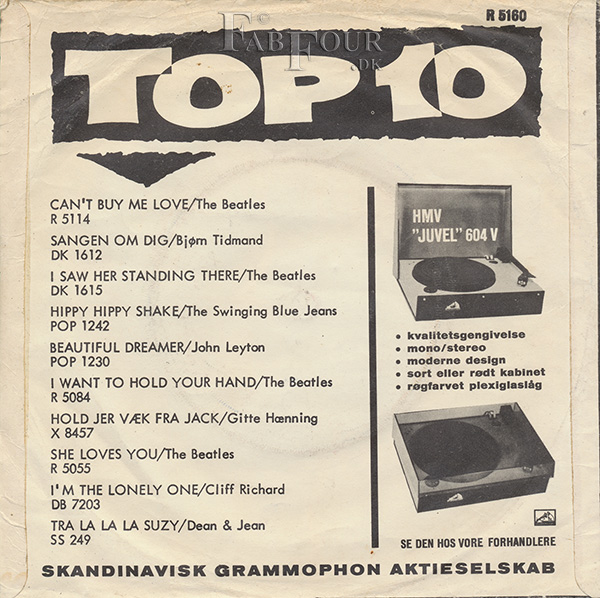 R 5160
FAB FOUR
.DK
TOP 10
CAN'T BUY ME LOVE/The Beatles
R 5114
SANGEN OM DIG/Bjørn Tidmand
DK 1612
I SAW HER STANDING THERE/The Beatles
DK 1615
HIPPY HIPPY SHAKE/The Swinging Blue Jeans
POP 1242
BEAUTIFUL DREAMER/John Leyton
POP 1230
I WANT TO HOLD YOUR HAND/The Beatles
R 5084
HOLD JER VÆK FRA JACK/Gitte Hænning
X 8457
SHE LOVES YOU/The Beatles
R 5055
I'M THE LONELY ONE/Cliff Richard
DB 7203
TRA LA LA LA SUZY/Dean & Jean
SS 249
HMV
"JUVEL" 604 V
• kvalitetsgengivelse
• mono/stereo
• moderne design
• sort eller rødt kabinet
• røgfarvet plexiglaslåg
SE DEN HOS VORE FORHANDLERE
SKANDINAVISK GRAMMOPHON AKTIESELSKAB